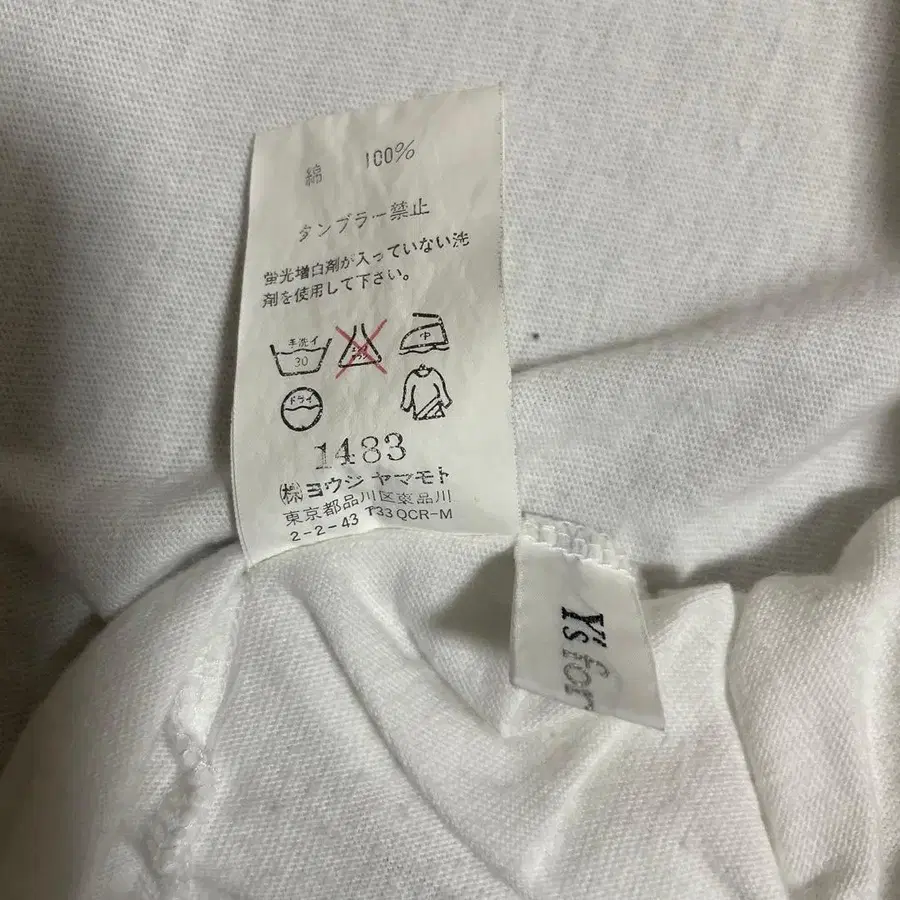 綿 100%
タンブラー禁止
蛍光増白剤が入っていない洗
剤を使用して下さい。
手洗イ
30
中
ドライ
1483
㈱ヨウジ ヤマモト
東京都品川区東品川
2-2-43 T33 QCR-M
Y's for